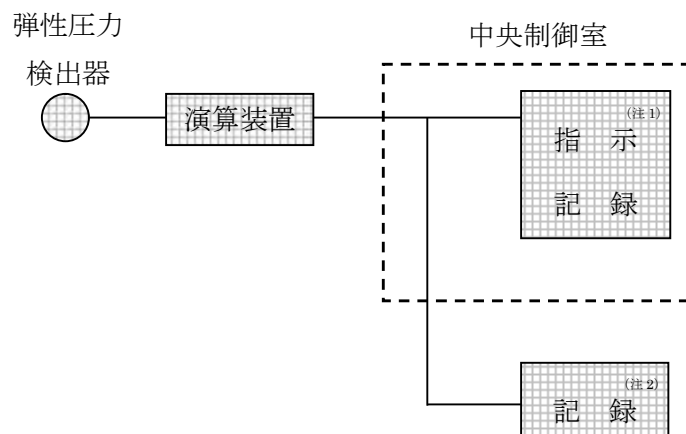 弾性圧力
検出器
中央制御室
演算装置
(注1)
指 示
記 録
(注2)
記 録